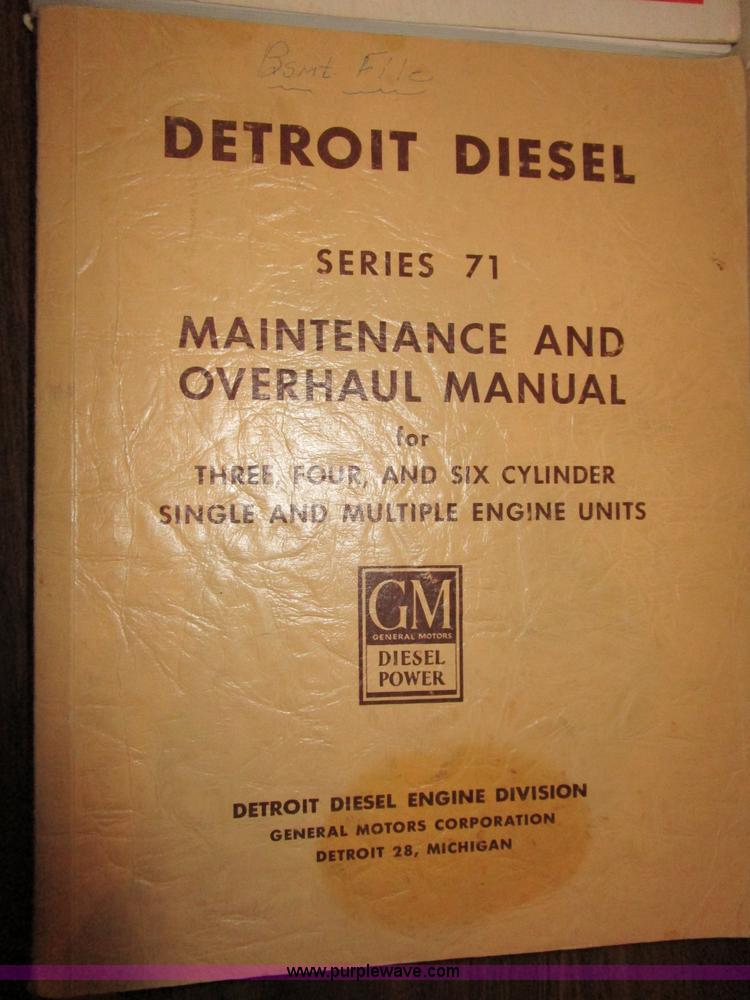 Bsmt File
DETROIT DIESEL
SERIES 71
MAINTENANCE AND
OVERHAUL MANUAL
for
THREE, FOUR, AND SIX CYLINDER
SINGLE AND MULTIPLE ENGINE UNITS
GM
GENERAL MOTORS
DIESEL
POWER
DETROIT DIESEL ENGINE DIVISION
GENERAL MOTORS CORPORATION
DETROIT 28, MICHIGAN
www.purplewave.com